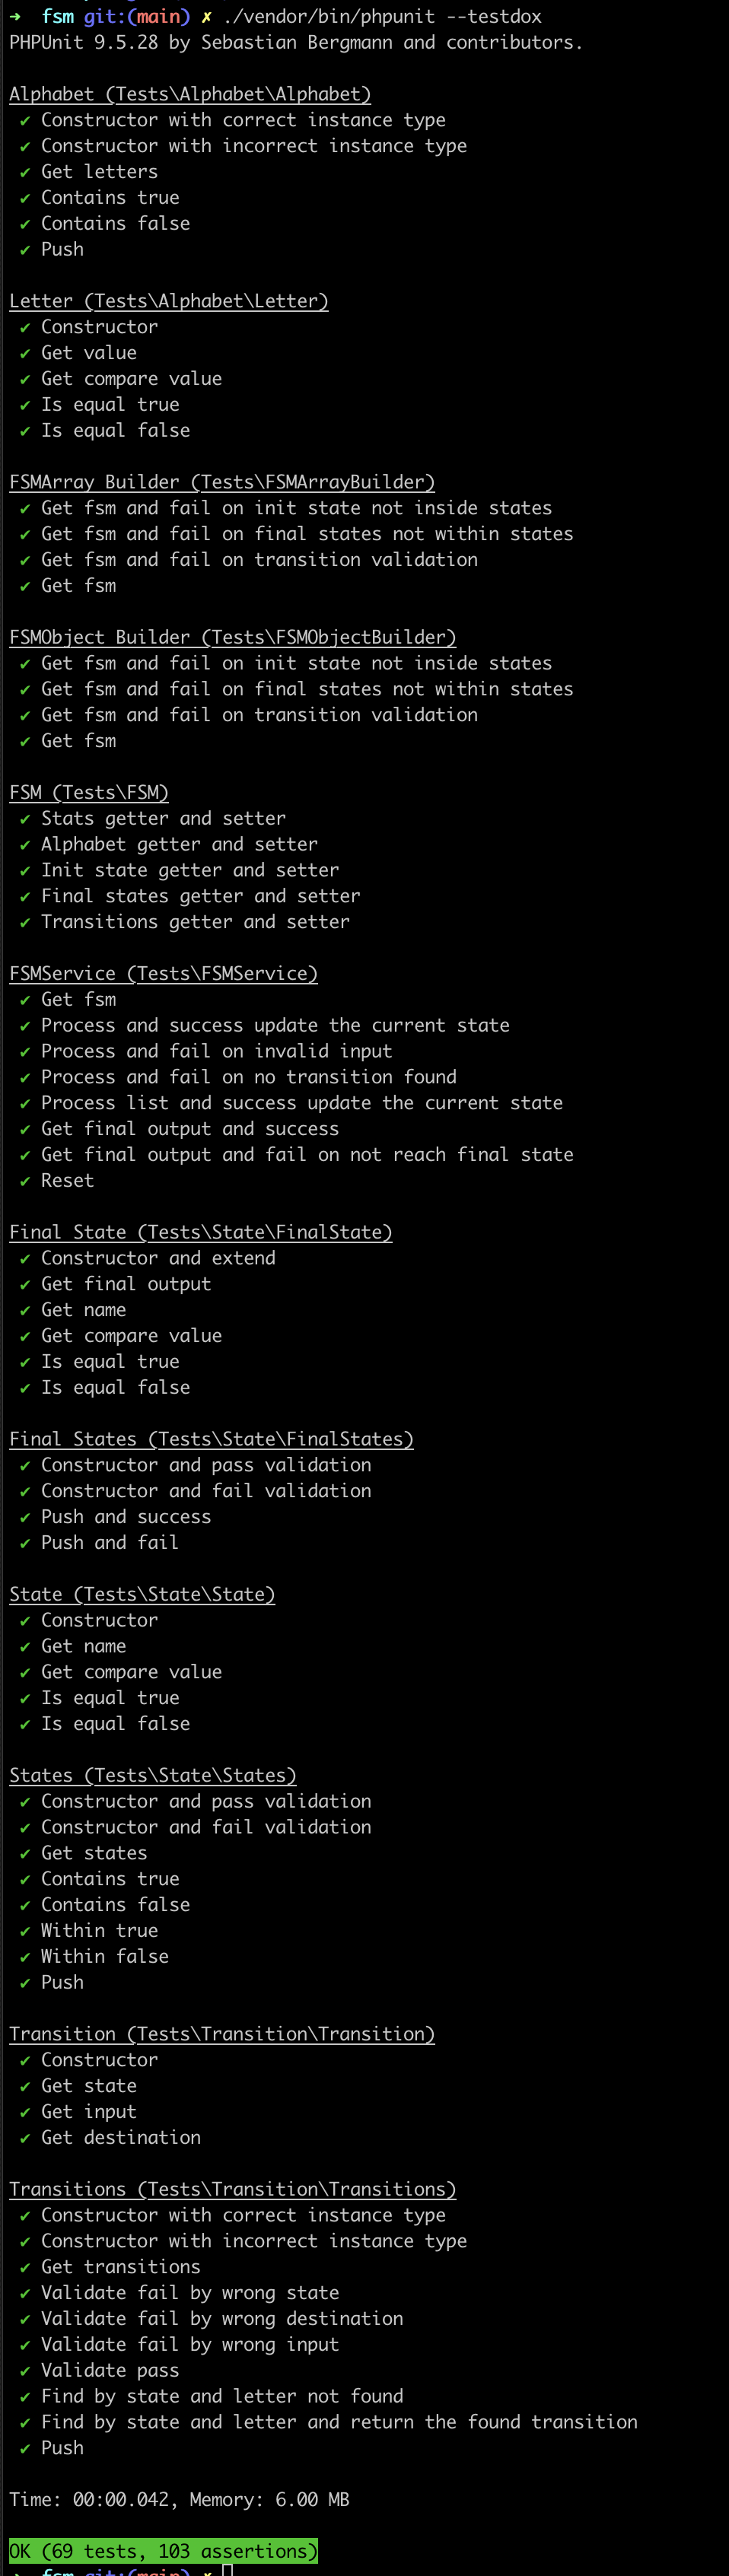 ➜ fsm git:(main) ✗ ./vendor/bin/phpunit --testdox
PHPUnit 9.5.28 by Sebastian Bergmann and contributors.
Alphabet (Tests\Alphabet\Alphabet)
✔ Constructor with correct instance type
✔ Constructor with incorrect instance type
✔ Get letters
✔ Contains true
✔ Contains false
✔ Push
Letter (Tests\Alphabet\Letter)
✔ Constructor
✔ Get value
✔ Get compare value
✔ Is equal true
✔ Is equal false
FSMArray Builder (Tests\FSMArrayBuilder)
✔ Get fsm and fail on init state not inside states
✔ Get fsm and fail on final states not within states
✔ Get fsm and fail on transition validation
✔ Get fsm
FSMObject Builder (Tests\FSMObjectBuilder)
✔ Get fsm and fail on init state not inside states
✔ Get fsm and fail on final states not within states
✔ Get fsm and fail on transition validation
✔ Get fsm
FSM (Tests\FSM)
✔ Stats getter and setter
✔ Alphabet getter and setter
✔ Init state getter and setter
✔ Final states getter and setter
✔ Transitions getter and setter
FSMService (Tests\FSMService)
✔ Get fsm
✔ Process and success update the current state
✔ Process and fail on invalid input
✔ Process and fail on no transition found
✔ Process list and success update the current state
✔ Get final output and success
✔ Get final output and fail on not reach final state
✔ Reset
Final State (Tests\State\FinalState)
✔ Constructor and extend
✔ Get final output
✔ Get name
✔ Get compare value
✔ Is equal true
✔ Is equal false
Final States (Tests\State\FinalStates)
✔ Constructor and pass validation
✔ Constructor and fail validation
✔ Push and success
✔ Push and fail
State (Tests\State\State)
✔ Constructor
✔ Get name
✔ Get compare value
✔ Is equal true
✔ Is equal false
States (Tests\State\States)
✔ Constructor and pass validation
✔ Constructor and fail validation
✔ Get states
✔ Contains true
✔ Contains false
✔ Within true
✔ Within false
✔ Push
Transition (Tests\Transition\Transition)
✔ Constructor
✔ Get state
✔ Get input
✔ Get destination
Transitions (Tests\Transition\Transitions)
✔ Constructor with correct instance type
✔ Constructor with incorrect instance type
✔ Get transitions
✔ Validate fail by wrong state
✔ Validate fail by wrong destination
✔ Validate fail by wrong input
✔ Validate pass
✔ Find by state and letter not found
✔ Find by state and letter and return the found transition
✔ Push
Time: 00:00.042, Memory: 6.00 MB
OK (69 tests, 103 assertions)
➜ fsm git:(main) ✗